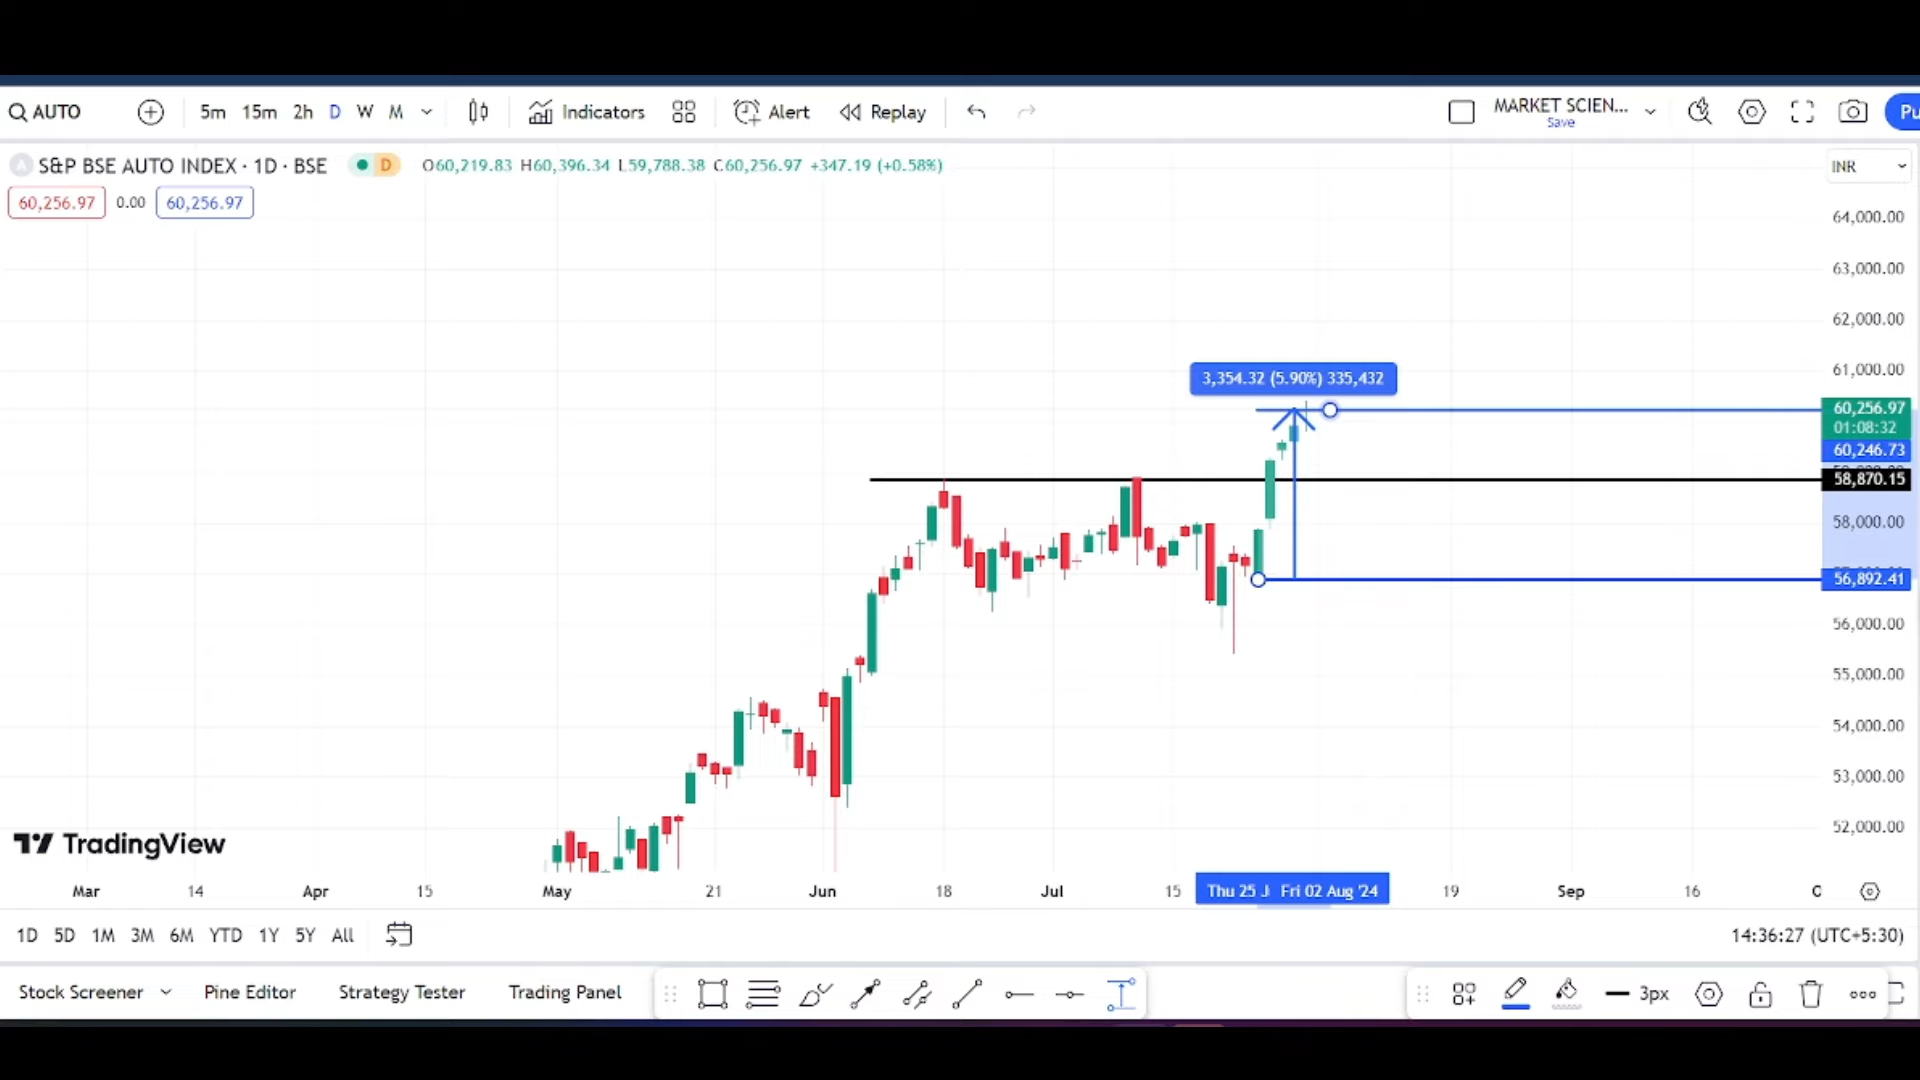 AUTO 5m 15m 2h D W M Indicators Alert Replay MARKET SCIEN... Pu
Save
S&P BSE AUTO INDEX · 1D · BSE D O60,219.83 H60,396.34 L59,788.38 C60,256.97 +347.19 (+0.58%) INR
60,256.97 0.00 60,256.97
64,000.00
63,000.00
62,000.00
61,000.00
3,354.32 (5.90%) 335,432
60,256.97
01:08:32
60,246.73
58,870.15
58,000.00
56,892.41
56,000.00
55,000.00
54,000.00
53,000.00
52,000.00
TradingView
Mar 14 Apr 15 May 21 Jun 18 Jul 15 Thu 25 J Fri 02 Aug '24 19 Sep 16
1D 5D 1M 3M 6M YTD 1Y 5Y All 14:36:27 (UTC+5:30)
Stock Screener Pine Editor Strategy Tester Trading Panel 3px